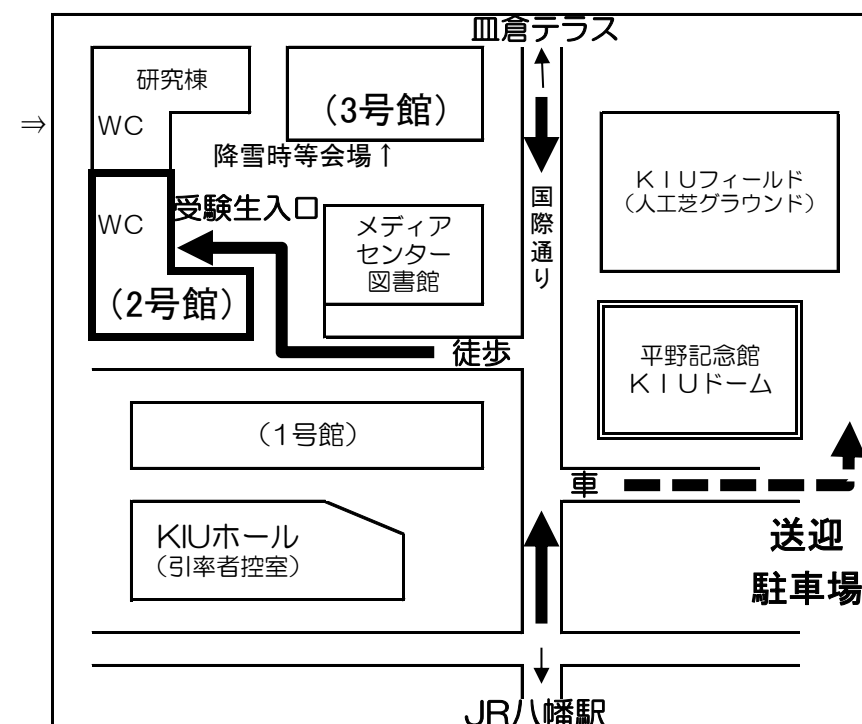 皿倉テラス
研究棟
WC
⇒
(3号館)
降雪時等会場↑
WC
受験生入口
(2号館)
メディア
センター
図書館
国際通り
KIUフィールド
(人工芝グラウンド)
徒歩
平野記念館
KIUドーム
(1号館)
車
KIUホール
(引率者控室)
送迎
駐車場
JR八幡駅